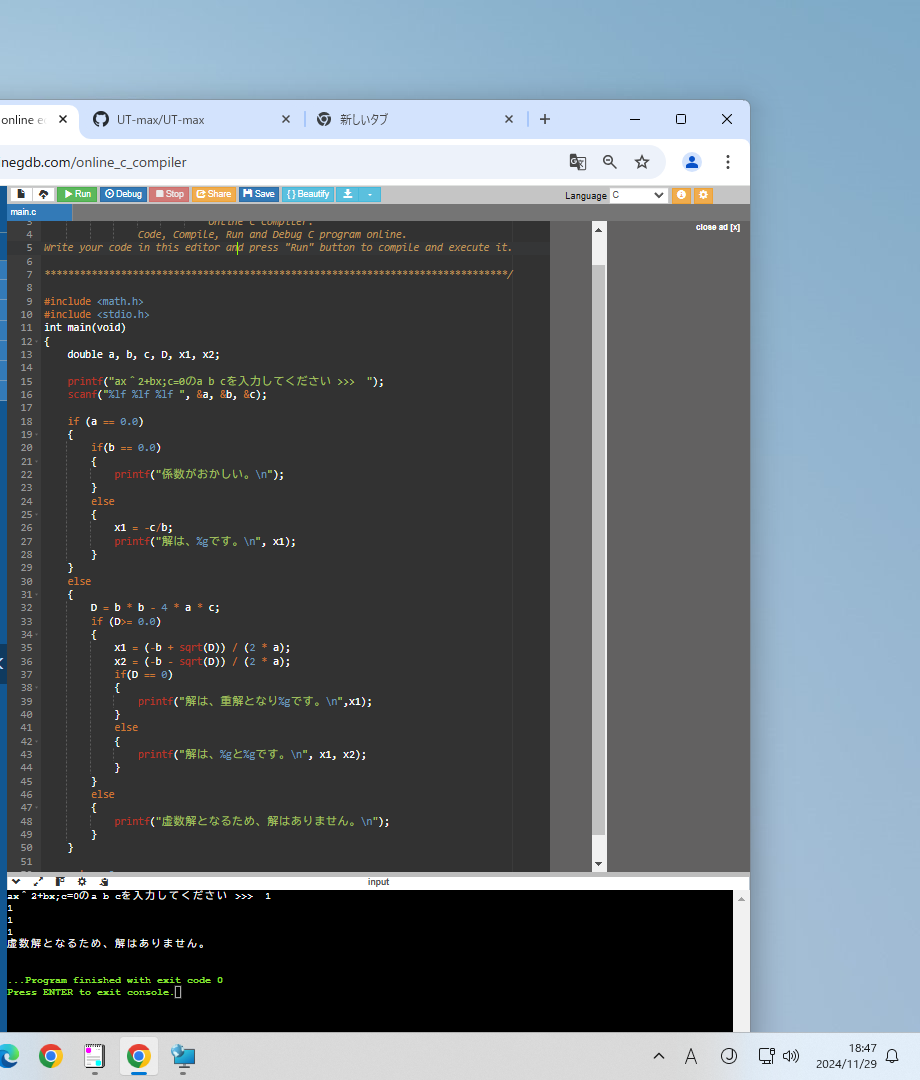 online e
UT-max/UT-max
新しいタブ
negdb.com/online_c_compiler
Run
Debug
Stop
Share
Save
{ } Beautify
Language C
main.c
close ad [x]
3 Online C Compiler.
4 Code, Compile, Run and Debug C program online.
5 Write your code in this editor and press "Run" button to compile and execute it.
6
7 *******************************************************************************/
8
9 #include <math.h>
10 #include <stdio.h>
11 int main(void)
12 {
13 double a, b, c, D, x1, x2;
14
15 printf("ax＾2+bx;c=0のa b cを入力してください >>>  ");
16 scanf("%lf %lf %lf ", &a, &b, &c);
17
18 if (a == 0.0)
19 {
20 if(b == 0.0)
21 {
22 printf("係数がおかしい。\n");
23 }
24 else
25 {
26 x1 = -c/b;
27 printf("解は、%gです。\n", x1);
28 }
29 }
30 else
31 {
32 D = b * b - 4 * a * c;
33 if (D>= 0.0)
34 {
35 x1 = (-b + sqrt(D)) / (2 * a);
36 x2 = (-b - sqrt(D)) / (2 * a);
37 if(D == 0)
38 {
39 printf("解は、重解となり%gです。\n",x1);
40 }
41 else
42 {
43 printf("解は、%gと%gです。\n", x1, x2);
44 }
45 }
46 else
47 {
48 printf("虚数解となるため、解はありません。\n");
49 }
50 }
51
input
ax＾2+bx;c=0のa b cを入力してください >>>  1
1
1
1
虚数解となるため、解はありません。
...Program finished with exit code 0
Press ENTER to exit console.
A
18:47
2024/11/29